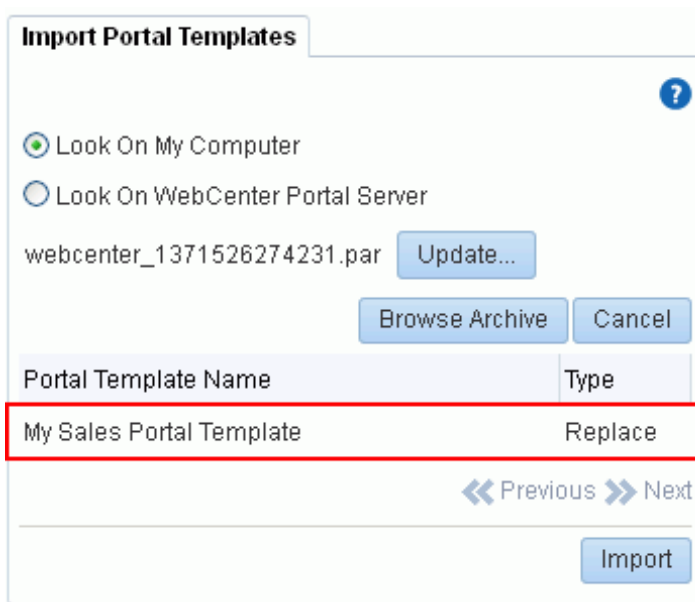 Import Portal Templates
?
Look On My Computer
Look On WebCenter Portal Server
webcenter_1371526274231.par Update...
Browse Archive Cancel
Portal Template Name Type
My Sales Portal Template Replace
Previous Next
Import